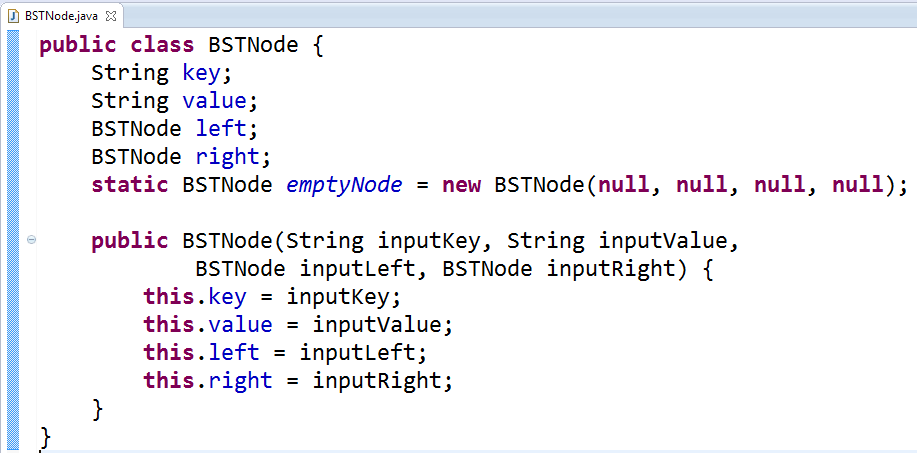 BSTNode.java
public class BSTNode {
String key;
String value;
BSTNode left;
BSTNode right;
static BSTNode emptyNode = new BSTNode(null, null, null, null);
public BSTNode(String inputKey, String inputValue,
BSTNode inputLeft, BSTNode inputRight) {
this.key = inputKey;
this.value = inputValue;
this.left = inputLeft;
this.right = inputRight;
}
}